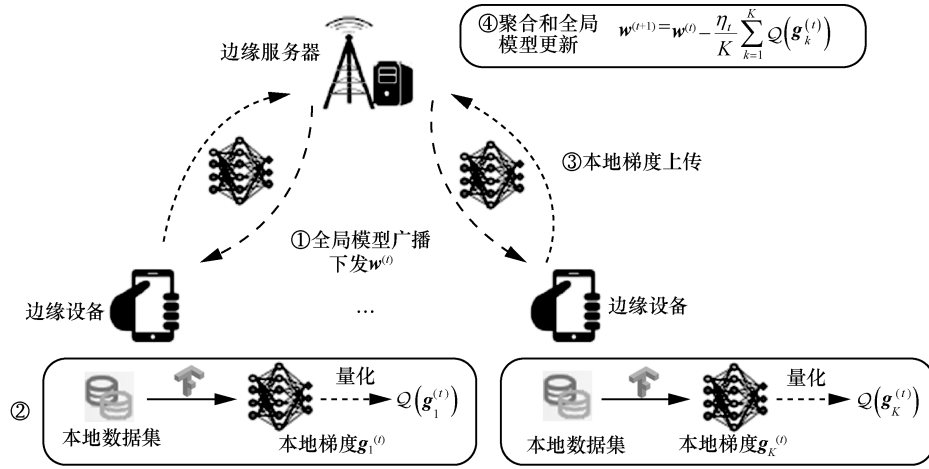 ④聚合和全局
模型更新
w^{(t+1)}=w^{(t)}-\frac{η_t}{K}\sum_{k=1}^{K}Q(g_k^{(t)})
边缘服务器
③本地梯度上传
①全局模型广播
下发w^{(t)}
边缘设备
…
边缘设备
②
量化
Q(g_1^{(t)})
本地数据集
本地梯度g_1^{(t)}
量化
Q(g_K^{(t)})
本地数据集
本地梯度g_K^{(t)}